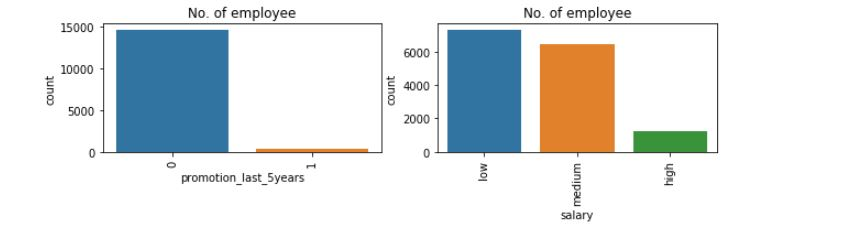 No. of employee
15000
10000
5000
0
count
0
1
promotion_last_5years
No. of employee
6000
4000
2000
0
count
low
medium
high
salary